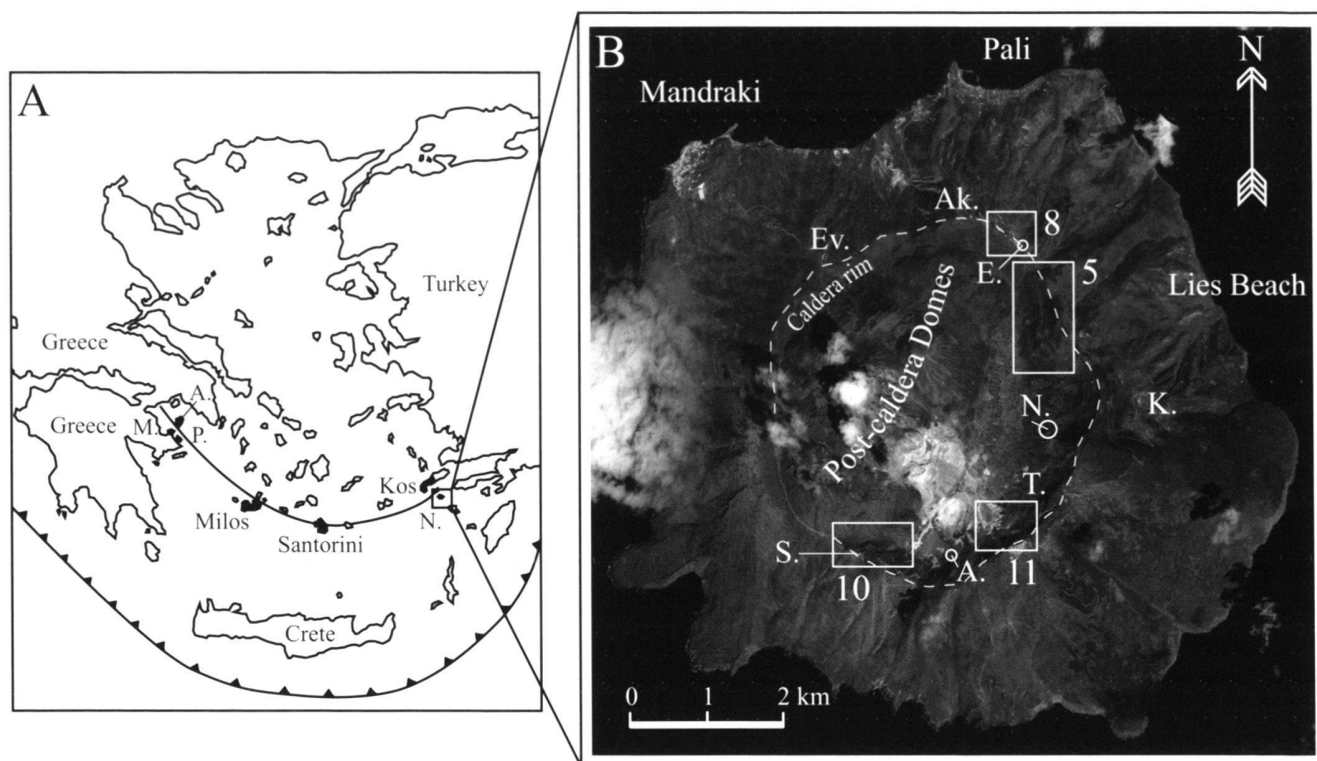 A
Turkey
Greece
Greece
A.
M.
P.
Kos
Milos
Santorini
N.
Crete
B
Pali
N
Mandraki
Ak.
8
Ev.
E.
5
Caldera rim
Lies Beach
Post-caldera Domes
N.
K.
T.
S.
10
A.
11
0 1 2 km